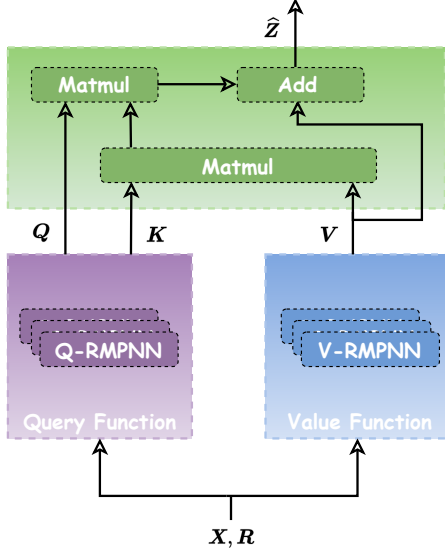 Ẑ
Matmul
Add
Matmul
Q
K
V
Q-RMPNN
V-RMPNN
Query Function
Value Function
X, R